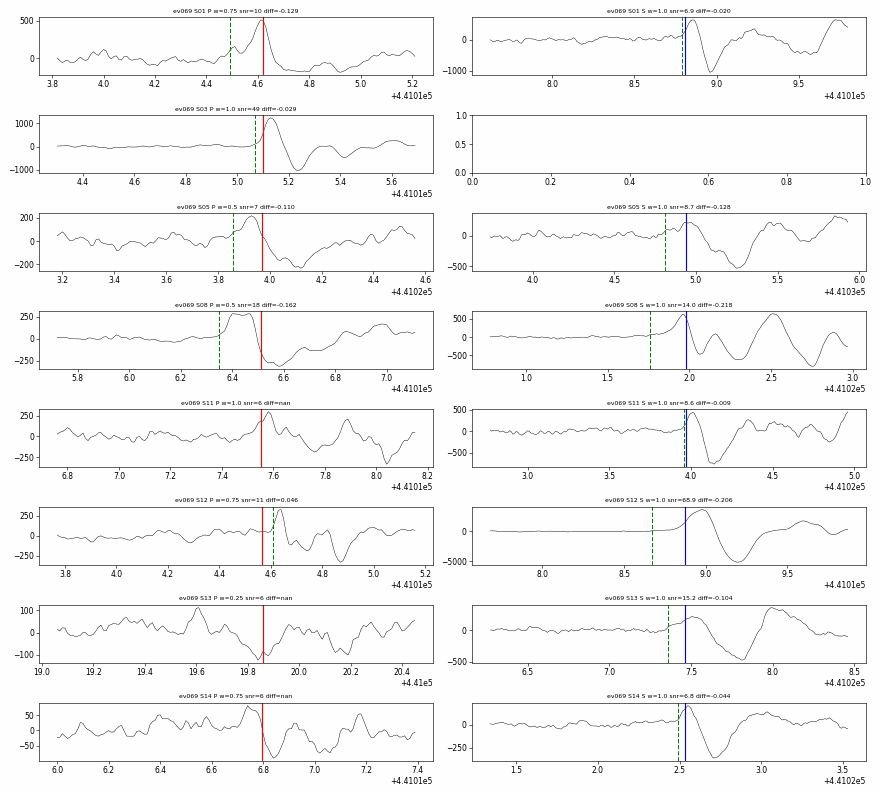 ev069 S01 P w=0.75 snr=10 diff=-0.129
500
0
3.8 4.0 4.2 4.4 4.6 4.8 5.0 5.2
+4.4101e5
ev069 S01 S w=1.0 snr=6.9 diff=-0.020
0
−1000
8.0 8.5 9.0 9.5
+4.4101e5
ev069 S03 P w=1.0 snr=49 diff=-0.029
1000
0
−1000
4.4 4.6 4.8 5.0 5.2 5.4 5.6
+4.4101e5
1.0
0.5
0.0
0.0 0.2 0.4 0.6 0.8 1.0
ev069 S05 P w=0.5 snr=7 diff=-0.110
200
0
−200
3.2 3.4 3.6 3.8 4.0 4.2 4.4 4.6
+4.4102e5
ev069 S05 S w=1.0 snr=8.7 diff=-0.128
0
−500
4.0 4.5 5.0 5.5 6.0
+4.4103e5
ev069 S08 P w=0.5 snr=18 diff=-0.162
250
0
−250
5.8 6.0 6.2 6.4 6.6 6.8 7.0
+4.4101e5
ev069 S08 S w=1.0 snr=14.0 diff=-0.218
500
0
−500
1.0 1.5 2.0 2.5 3.0
+4.4102e5
ev069 S11 P w=1.0 snr=6 diff=nan
250
0
−250
6.8 7.0 7.2 7.4 7.6 7.8 8.0 8.2
+4.4101e5
ev069 S11 S w=1.0 snr=8.6 diff=-0.009
500
0
−500
3.0 3.5 4.0 4.5 5.0
+4.4102e5
ev069 S12 P w=0.75 snr=11 diff=0.046
250
0
−250
3.8 4.0 4.2 4.4 4.6 4.8 5.0 5.2
+4.4101e5
ev069 S12 S w=1.0 snr=68.9 diff=-0.206
0
−5000
8.0 8.5 9.0 9.5
+4.4101e5
ev069 S13 P w=0.25 snr=6 diff=nan
100
0
−100
19.0 19.2 19.4 19.6 19.8 20.0 20.2 20.4
+4.41e5
ev069 S13 S w=1.0 snr=15.2 diff=-0.104
0
−500
6.5 7.0 7.5 8.0 8.5
+4.4102e5
ev069 S14 P w=0.75 snr=6 diff=nan
50
0
−50
6.0 6.2 6.4 6.6 6.8 7.0 7.2 7.4
+4.4101e5
ev069 S14 S w=1.0 snr=6.8 diff=-0.044
0
−250
1.5 2.0 2.5 3.0 3.5
+4.4102e5